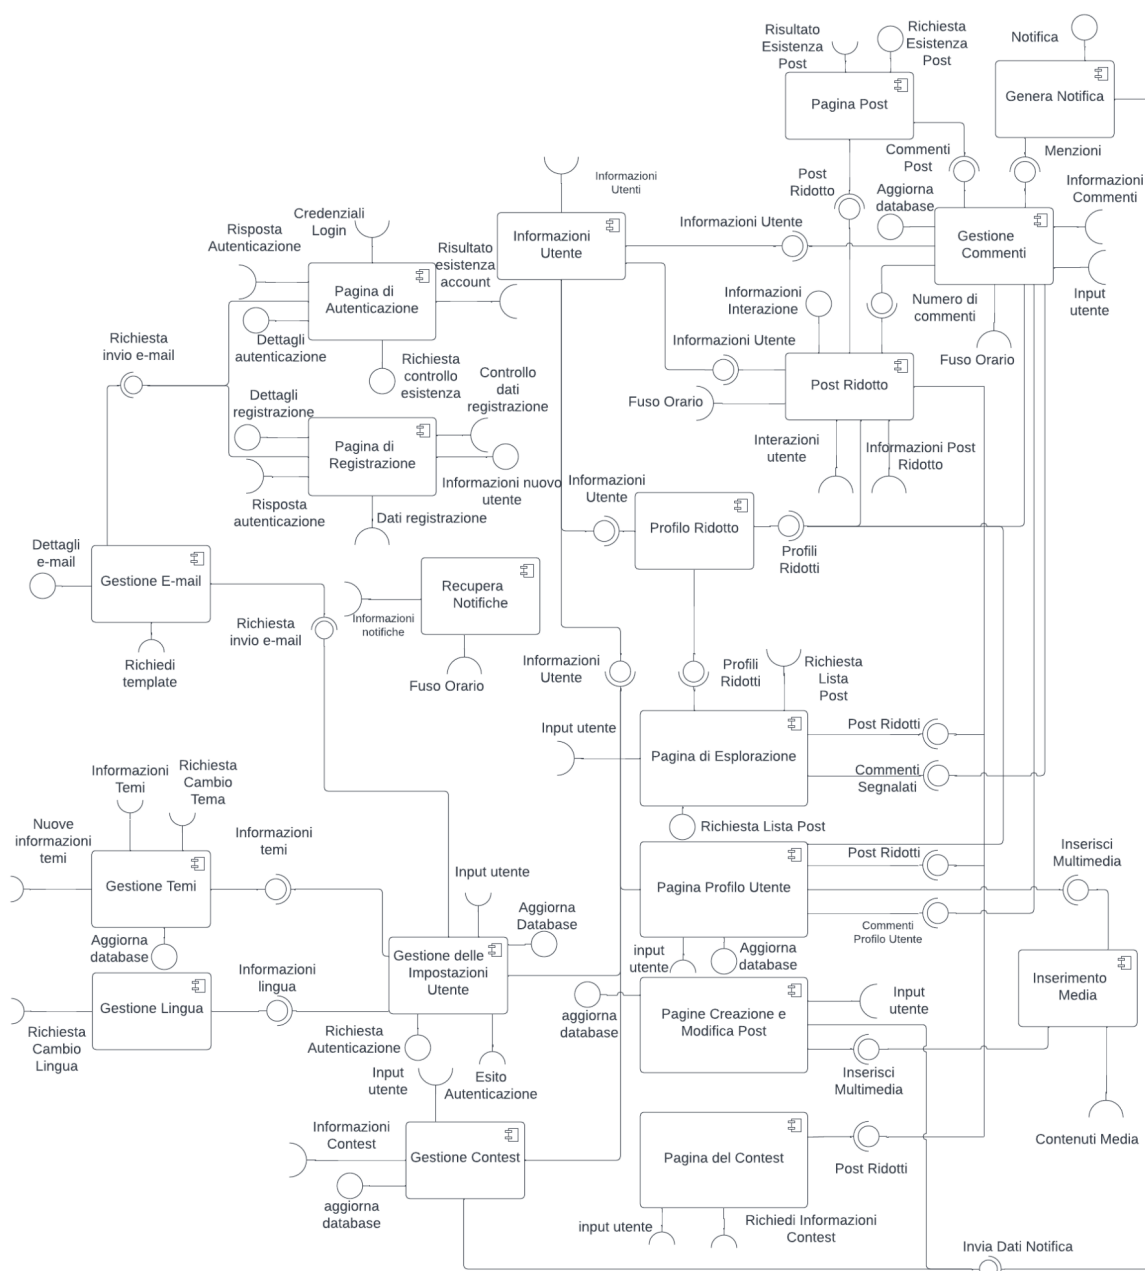 Risultato
Esistenza
Post
Richiesta
Esistenza
Post
Notifica
Pagina Post
Genera Notifica
Commenti
Post
Menzioni
Post
Ridotto
Informazioni
Utenti
Aggiorna
database
Informazioni
Commenti
Credenziali
Login
Risposta
Autenticazione
Risultato
esistenza
account
Informazioni
Utente
Informazioni Utente
Gestione
Commenti
Pagina di
Autenticazione
Informazioni
Interazione
Numero di
commenti
Input
utente
Richiesta
invio e-mail
Dettagli
autenticazione
Richiesta
controllo
esistenza
Controllo
dati
registrazione
Informazioni Utente
Fuso Orario
Post Ridotto
Dettagli
registrazione
Fuso Orario
Pagina di
Registrazione
Interazioni
utente
Informazioni Post
Ridotto
Informazioni nuovo
utente
Informazioni
Utente
Risposta
autenticazione
Dati registrazione
Profilo Ridotto
Profili
Ridotti
Dettagli
e-mail
Gestione E-mail
Recupera
Notifiche
Informazioni
notifiche
Richiesta
invio e-mail
Richiedi
template
Fuso Orario
Informazioni
Utente
Profili
Ridotti
Richiesta
Lista
Post
Input utente
Pagina di Esplorazione
Post Ridotti
Commenti
Segnalati
Richiesta Lista Post
Informazioni
Temi
Richiesta
Cambio
Tema
Nuove
informazioni
temi
Informazioni
temi
Gestione Temi
Input utente
Pagina Profilo Utente
Post Ridotti
Inserisci
Multimedia
Aggiorna
database
Aggiorna
Database
Commenti
Profilo Utente
input
utente
Aggiorna
database
Gestione delle
Impostazioni
Utente
Informazioni
lingua
Gestione Lingua
Inserimento
Media
aggiorna
database
Pagine Creazione e
Modifica Post
Input
utente
Richiesta
Cambio
Lingua
Richiesta
Autenticazione
Input
utente
Esito
Autenticazione
Inserisci
Multimedia
Informazioni
Contest
Gestione Contest
Pagina del Contest
Post Ridotti
Contenuti Media
aggiorna
database
input utente
Richiedi Informazioni
Contest
Invia Dati Notifica